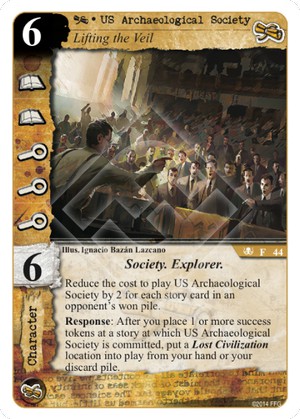 6
• US Archaeological Society
Lifting the Veil
Illus. Ignacio Bazán Lazcano
F 44
6
Character
Society. Explorer.
Reduce the cost to play US Archaeological
Society by 2 for each story card in an
opponent's won pile.
Response: After you place 1 or more success
tokens at a story at which US Archaeological
Society is committed, put a Lost Civilization
location into play from your hand or your
discard pile.
©2014 FFG